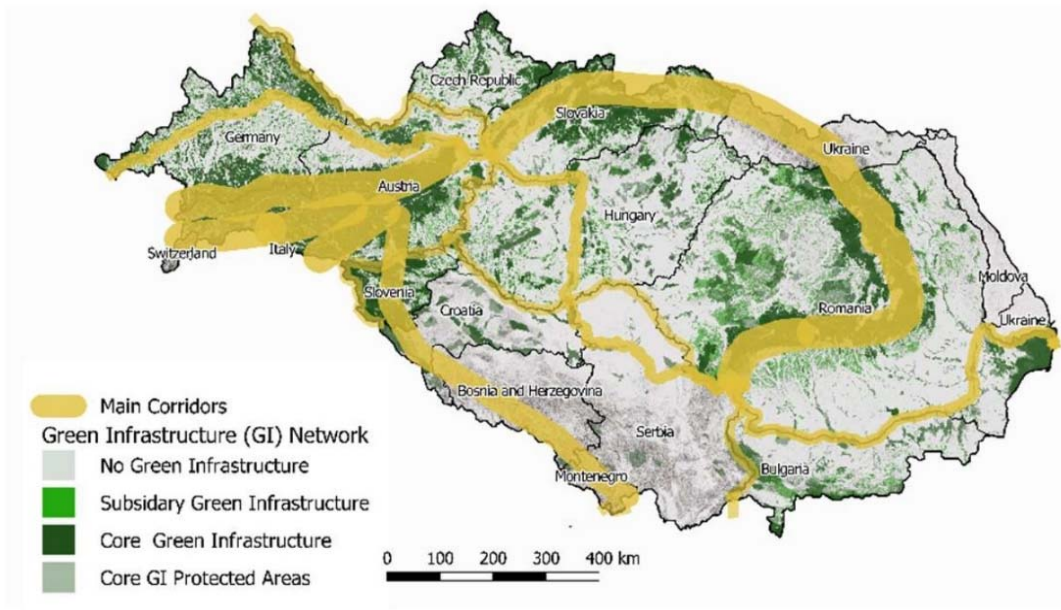 Czech Republic
Slovakia
Ukraine
Germany
Austria
Hungary
Switzerland
Italy
Moldova
Slovenia
Croatia
Romania
Ukraine
Bosnia and Herzegovina
Serbia
Montenegro
Bulgaria
Main Corridors
Green Infrastructure (GI) Network
No Green Infrastructure
Subsidary Green Infrastructure
Core Green Infrastructure
Core GI Protected Areas
0 100 200 300 400 km